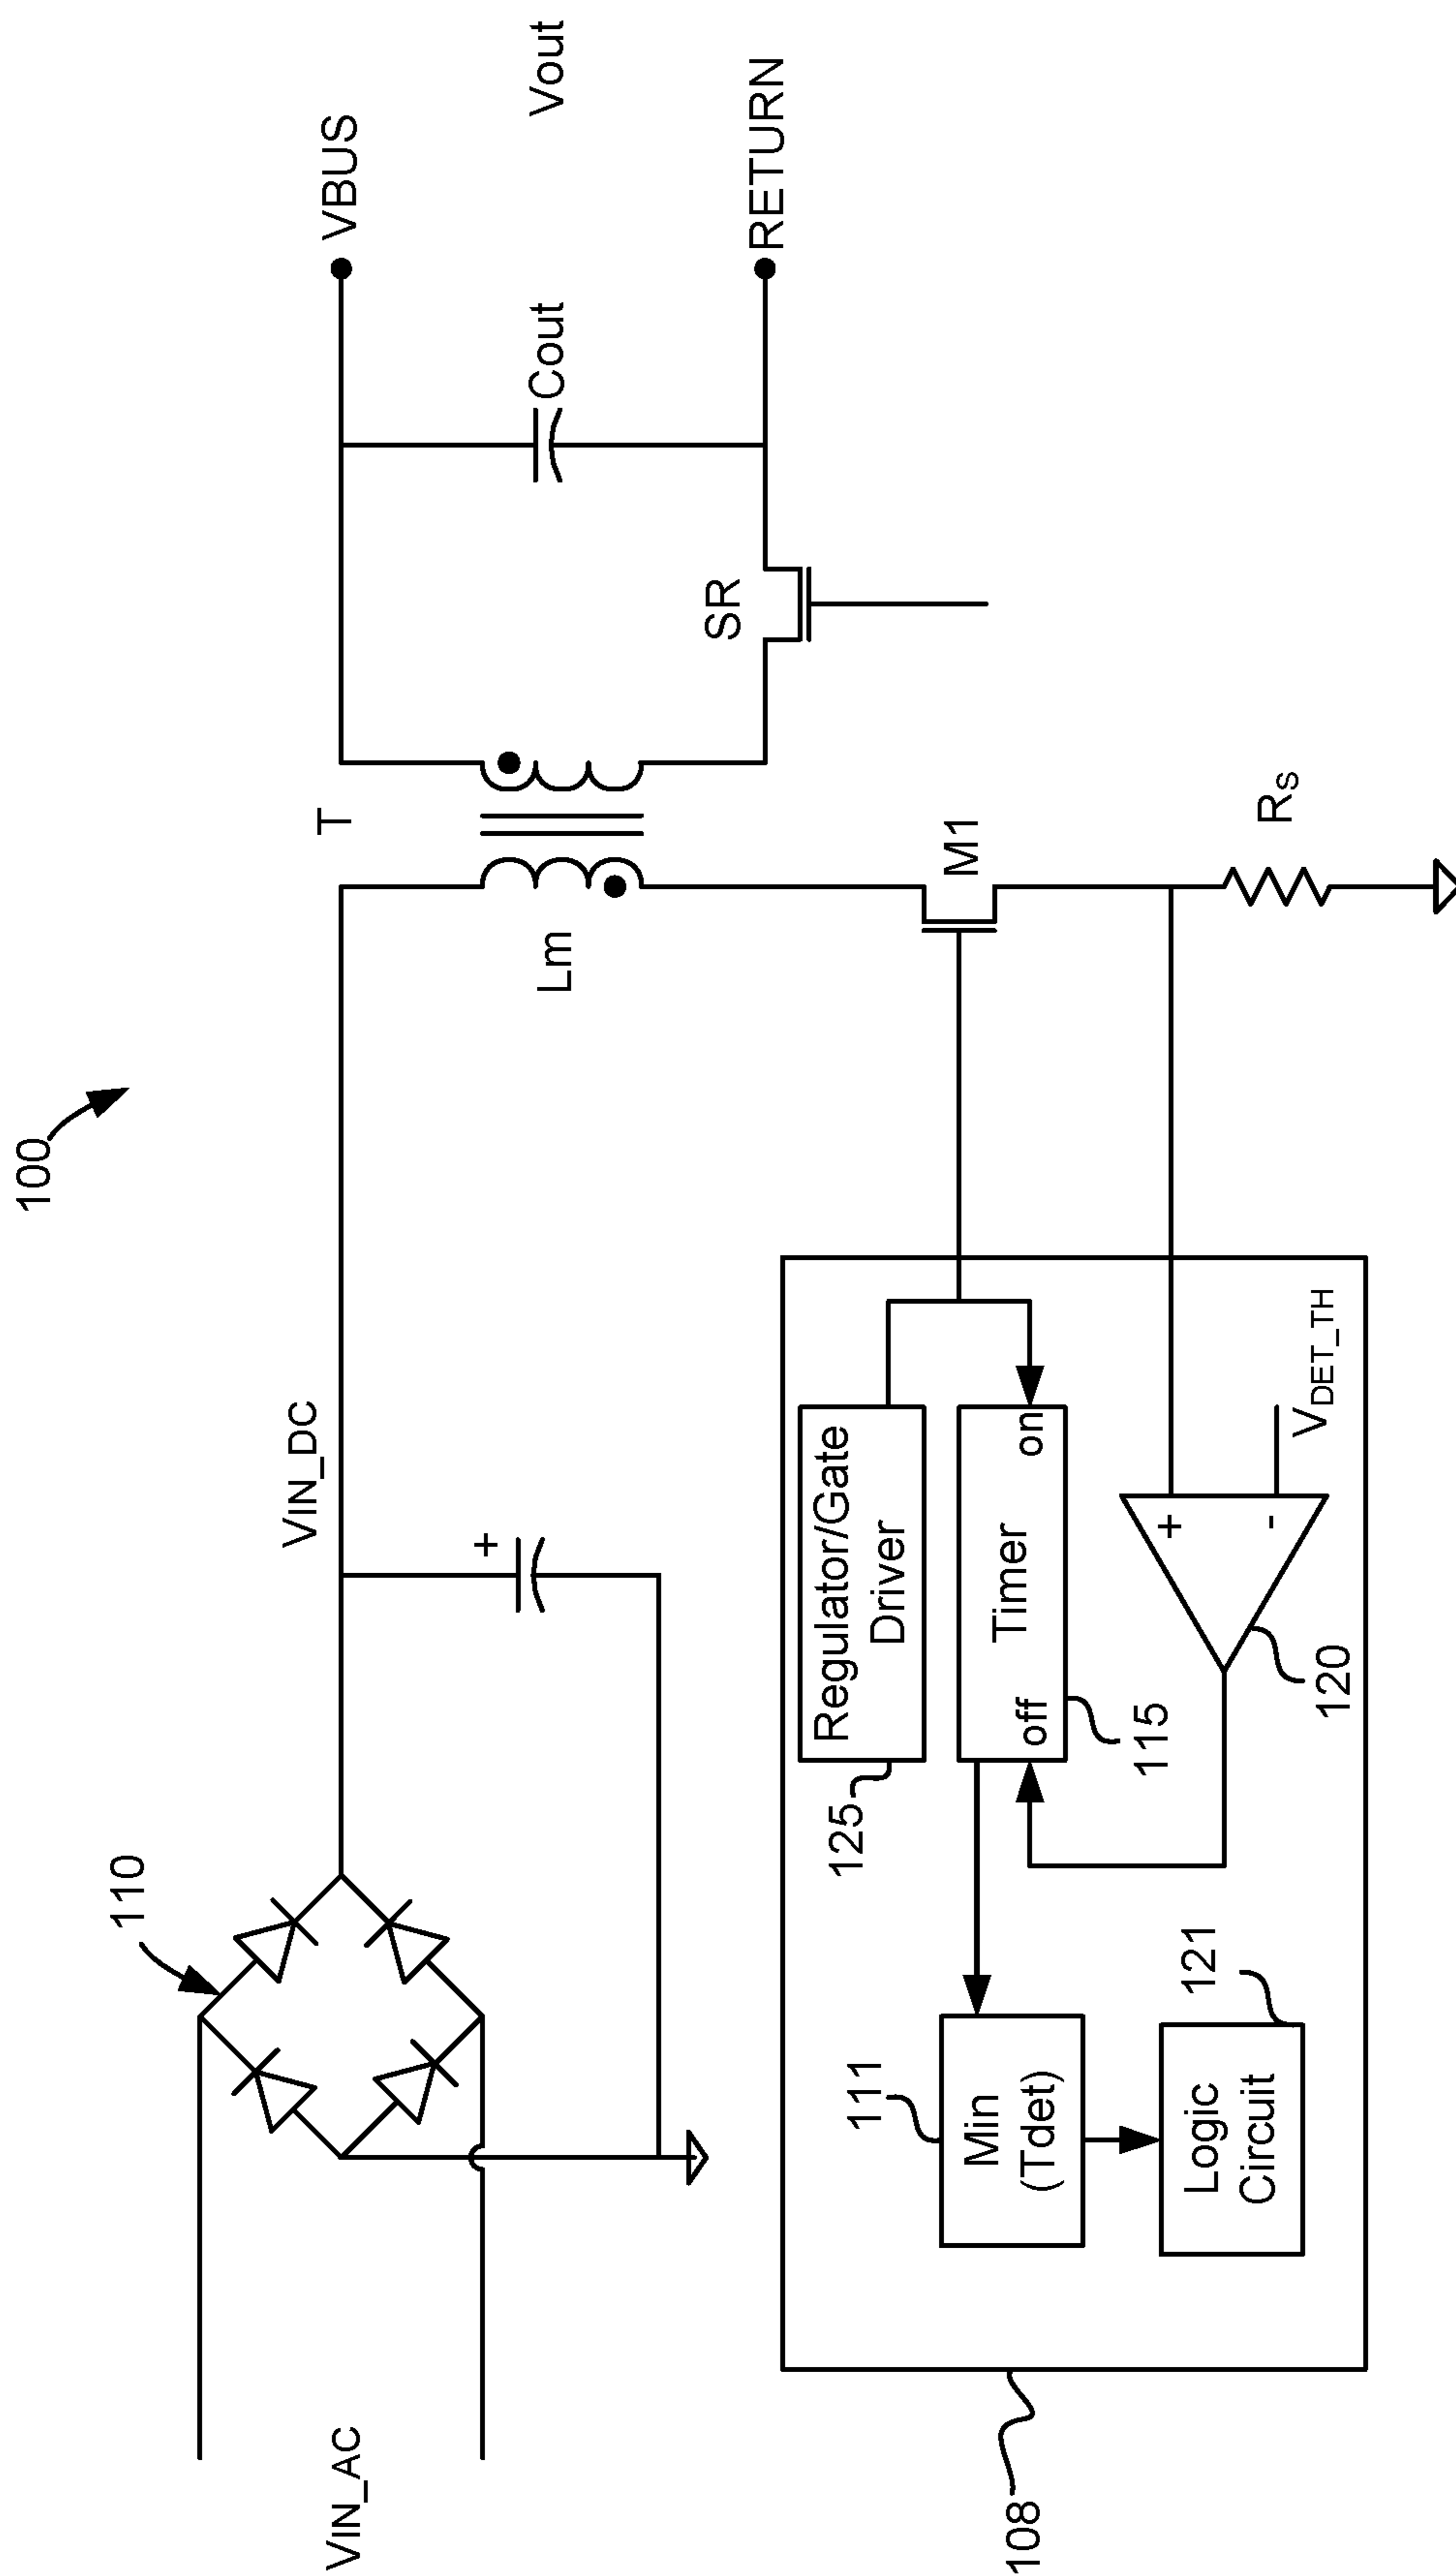 100
110
VIN_AC
VIN_DC
+
T
Lm
VBUS
Cout
Vout
SR
RETURN
M1
RS
108
125
Regulator/Gate
Driver
Timer
off
on
115
111
Min
(Tdet)
121
Logic
Circuit
+
-
120
VDET_TH